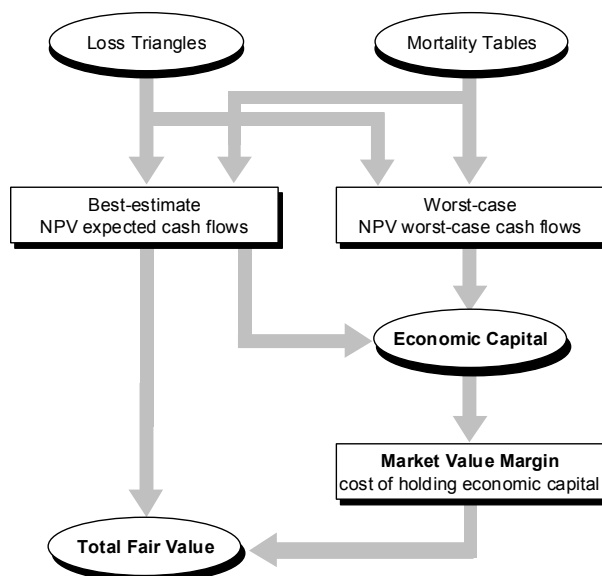 Loss Triangles
Mortality Tables
Best-estimate
NPV expected cash flows
Worst-case
NPV worst-case cash flows
Economic Capital
Market Value Margin
cost of holding economic capital
Total Fair Value